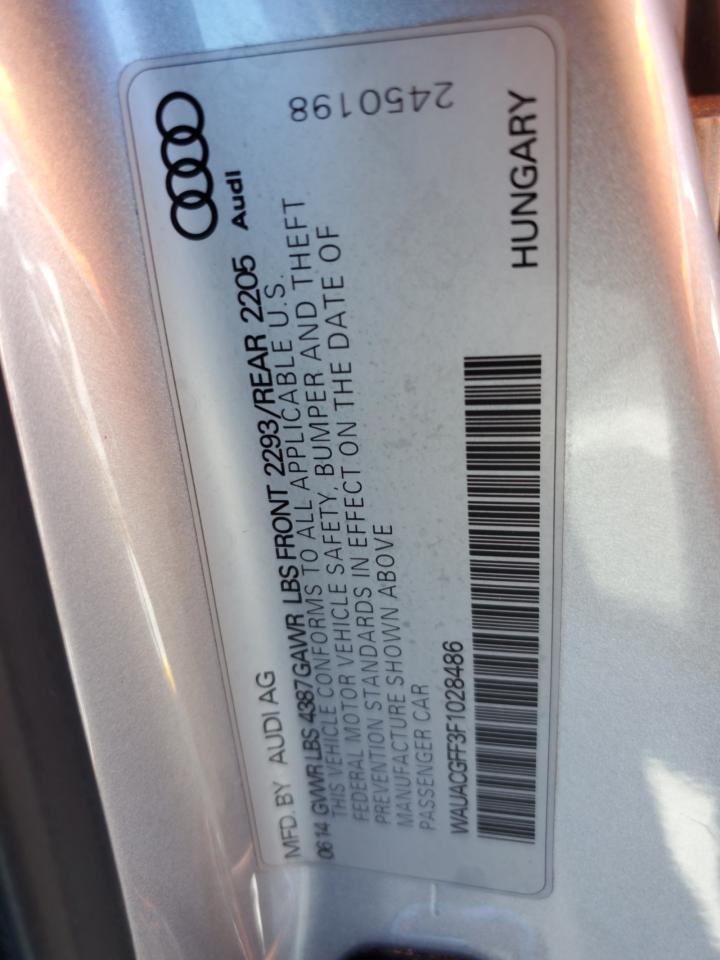 MFD. BY AUDI AG
0614 GVWR LBS 4387 GAWR LBS FRONT 2293/REAR 2205
Audi
THIS VEHICLE CONFORMS TO ALL APPLICABLE U.S.
FEDERAL MOTOR VEHICLE SAFETY, BUMPER AND THEFT
PREVENTION STANDARDS IN EFFECT ON THE DATE OF
MANUFACTURE SHOWN ABOVE
PASSENGER CAR
WAUACGFF3F1028486
2450198
HUNGARY